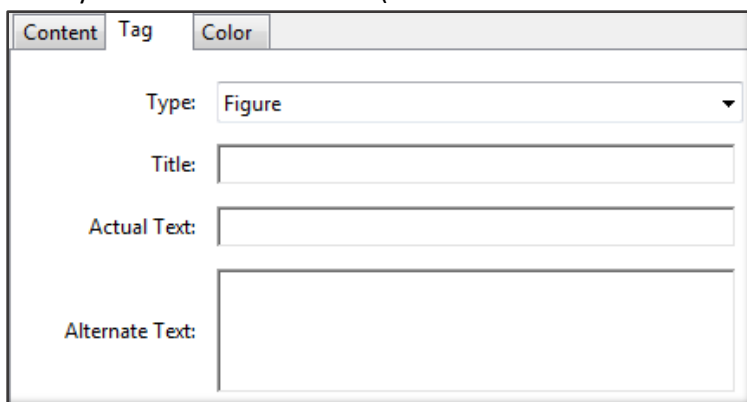 Content Tag Color
Type: Figure
Title:
Actual Text:
Alternate Text: